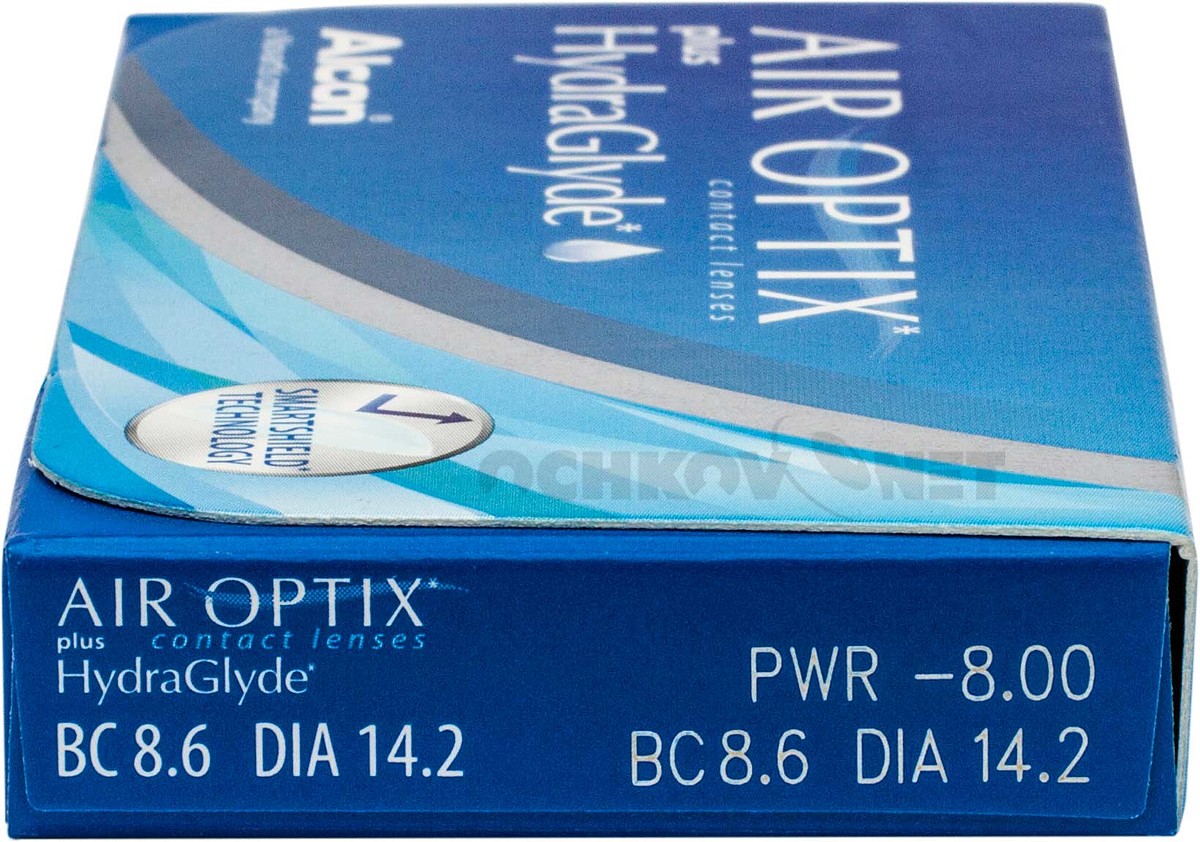 AIR OPTIX*
plus
HydraGlyde*
contact lenses
Alcon
SMARTSHIELD*
TECHNOLOGY
OCHKOV NET
AIR OPTIX*
plus contact lenses
HydraGlyde*
BC 8.6 DIA 14.2
PWR -8.00
BC 8.6 DIA 14.2